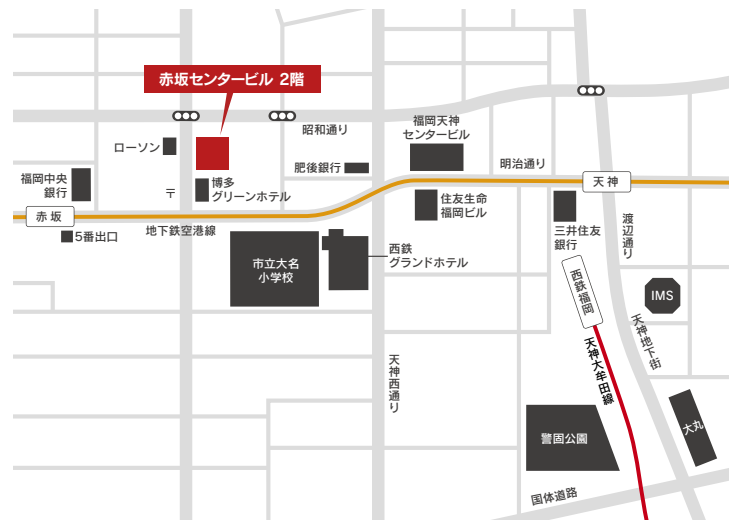 赤坂センタービル 2階
昭和通り
福岡天神
センタービル
ローソン
明治通り
肥後銀行
福岡中央
銀行
〒
博多
グリーンホテル
天神
赤坂
住友生命
福岡ビル
5番出口
地下鉄空港線
三井住友
銀行
渡辺通り
西鉄
グランドホテル
市立大名
小学校
西鉄福岡
IMS
天神地下街
天神大牟田線
天神西通り
大丸
警固公園
国体道路